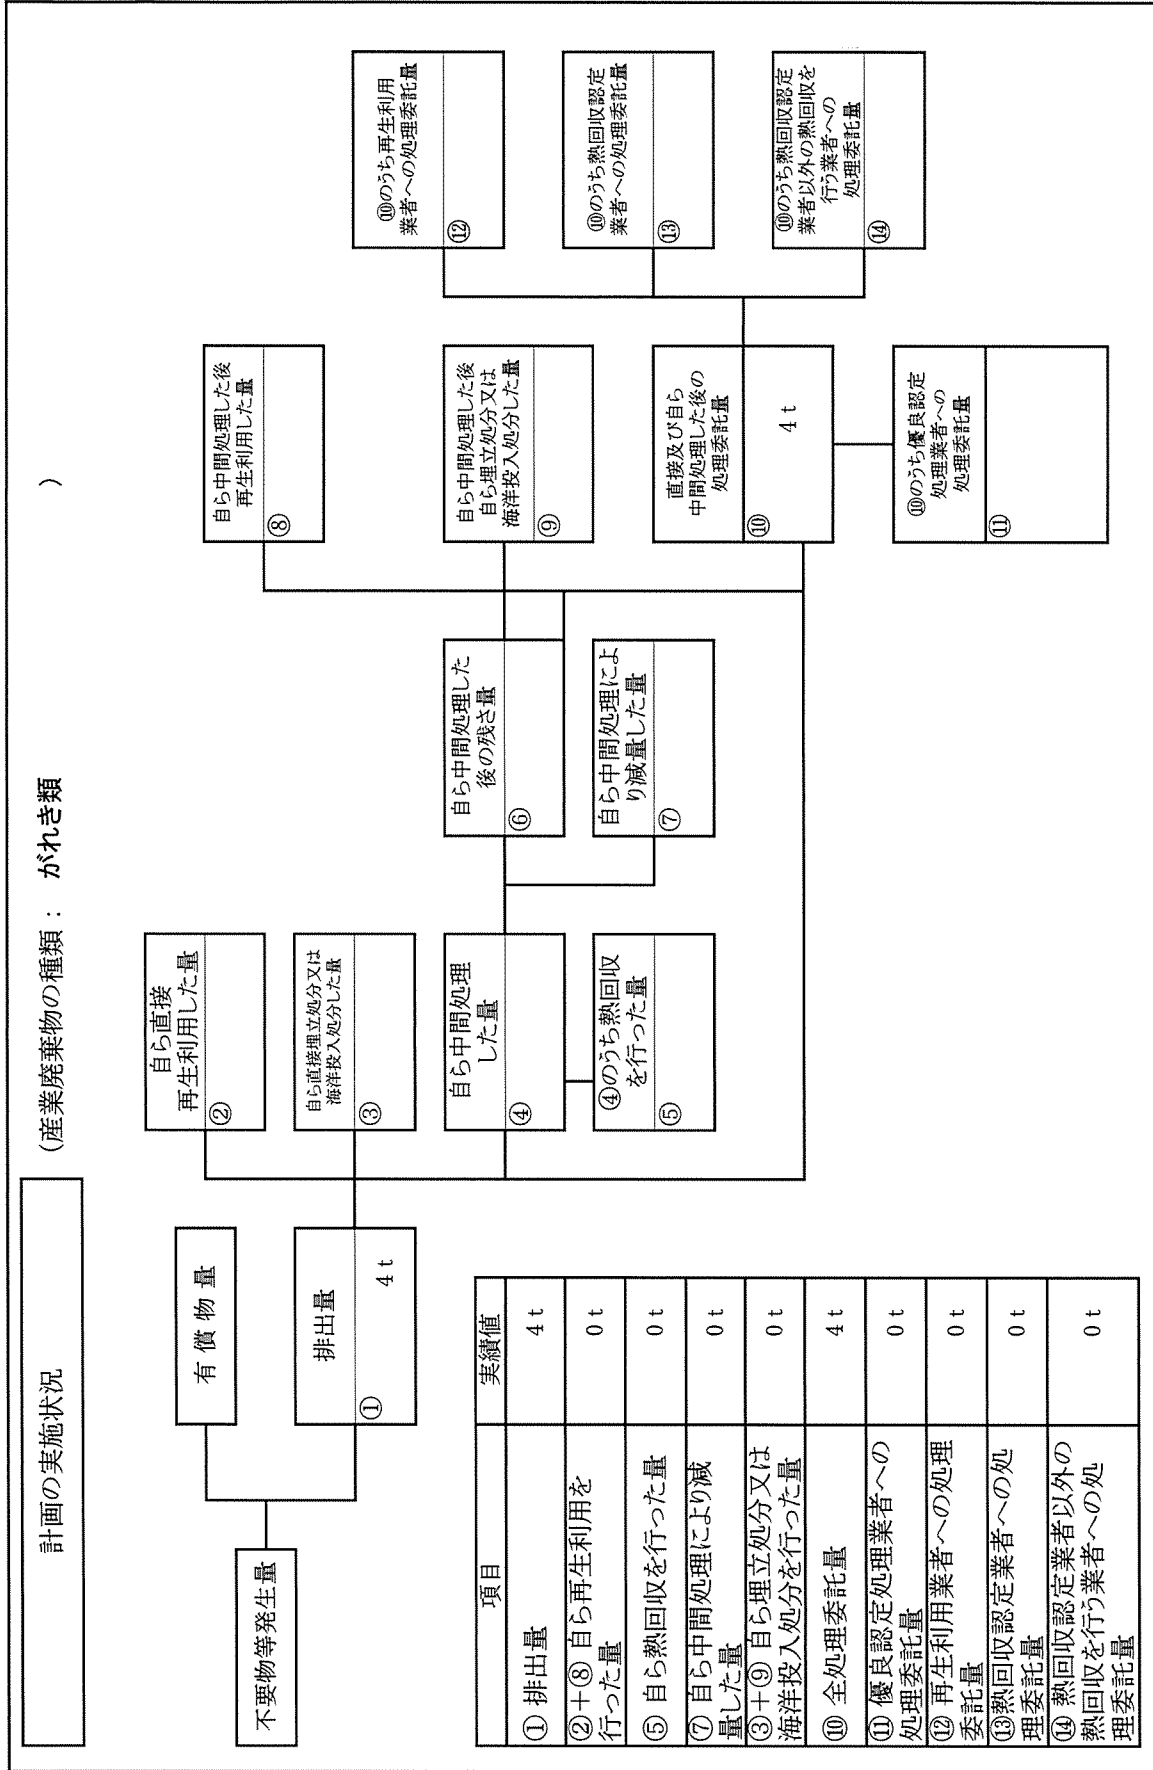 計画の実施状況
(産業廃棄物の種類： がれき類 )
不要物等発生量
有償物量
排出量
① 4 t
自ら直接
再生利用した量
②
自ら直接埋立処分又は
海洋投入処分した量
③
自ら中間処理
した量
④
④のうち熱回収
を行った量
⑤
自ら中間処理した
後の残さ量
⑥
自ら中間処理によ
り減量した量
⑦
自ら中間処理した後
再生利用した量
⑧
自ら中間処理した後
自ら埋立処分又は
海洋投入処分した量
⑨
直接及び自ら
中間処理した後の
処理委託量
⑩ 4 t
⑩のうち優良認定
処理業者への
処理委託量
⑪
⑩のうち再生利用
業者への処理委託量
⑫
⑩のうち熱回収認定
業者への処理委託量
⑬
⑩のうち熱回収認定
業者以外の熱回収を
行う業者への
処理委託量
⑭
項目 実績値
① 排出量 4 t
②＋⑧ 自ら再生利用を
行った量 0 t
⑤ 自ら熱回収を行った量 0 t
⑦ 自ら中間処理により減
量した量 0 t
③＋⑨ 自ら埋立処分又は
海洋投入処分を行った量 0 t
⑩ 全処理委託量 4 t
⑪ 優良認定処理業者への
処理委託量 0 t
⑫ 再生利用業者への処理
委託量 0 t
⑬熱回収認定業者への処
理委託量 0 t
⑭ 熱回収認定業者以外の
熱回収を行う業者への処
理委託量 0 t